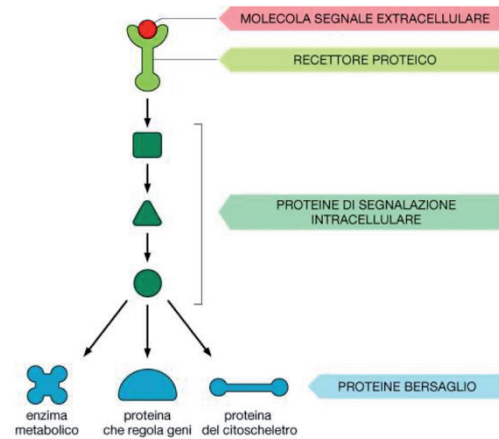 MOLECOLA SEGNALE EXTRACELLULARE
RECETTORE PROTEICO
PROTEINE DI SEGNALAZIONE
INTRACELLULARE
PROTEINE BERSAGLIO
enzima
metabolico
proteina
che regola geni
proteina
del citoscheletro